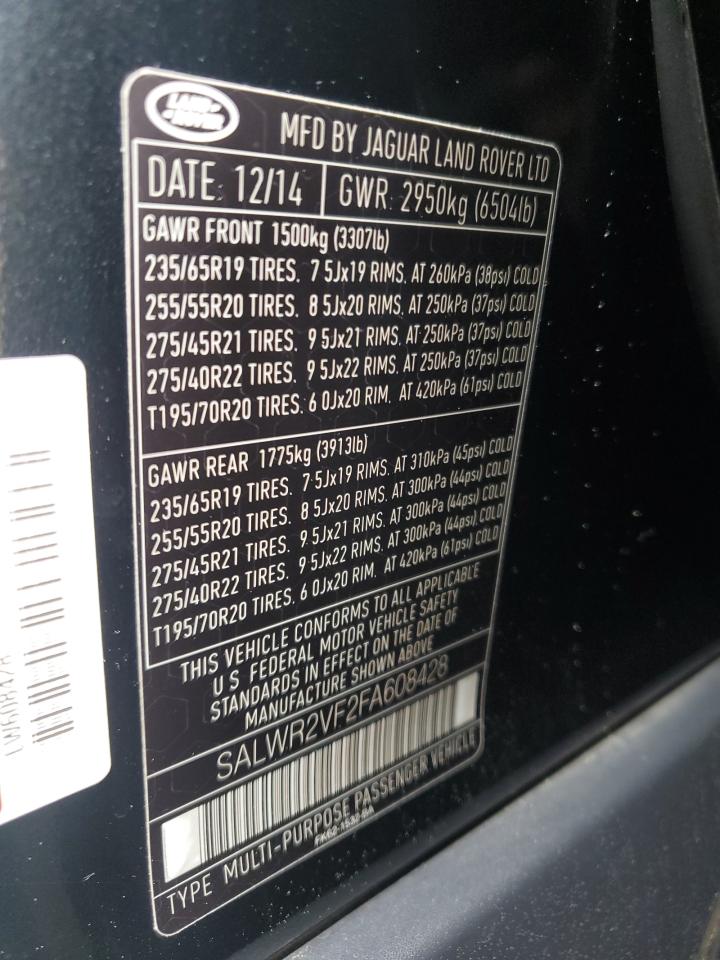 LAND
ROVER
MFD BY JAGUAR LAND ROVER LTD
DATE 12/14 GWR 2950kg (6504lb)
GAWR FRONT 1500kg (3307lb)
235/65R19 TIRES. 7 5Jx19 RIMS. AT 260kPa (38psi) COLD
255/55R20 TIRES. 8 5Jx20 RIMS. AT 250kPa (37psi) COLD
275/45R21 TIRES. 9 5Jx21 RIMS. AT 250kPa (37psi) COLD
275/40R22 TIRES. 9 5Jx22 RIMS. AT 250kPa (37psi) COLD
T195/70R20 TIRES. 6 0Jx20 RIM. AT 420kPa (61psi) COLD
GAWR REAR 1775kg (3913lb)
235/65R19 TIRES. 7 5Jx19 RIMS. AT 310kPa (45psi) COLD
255/55R20 TIRES. 8 5Jx20 RIMS. AT 300kPa (44psi) COLD
275/45R21 TIRES. 9 5Jx21 RIMS. AT 300kPa (44psi) COLD
275/40R22 TIRES. 9 5Jx22 RIMS. AT 300kPa (44psi) COLD
T195/70R20 TIRES. 6 0Jx20 RIM. AT 420kPa (61psi) COLD
THIS VEHICLE CONFORMS TO ALL APPLICABLE
U S. FEDERAL MOTOR VEHICLE SAFETY
STANDARDS IN EFFECT ON THE DATE OF
MANUFACTURE SHOWN ABOVE
SALWR2VF2FA608428
TYPE MULTI-PURPOSE PASSENGER VEHICLE